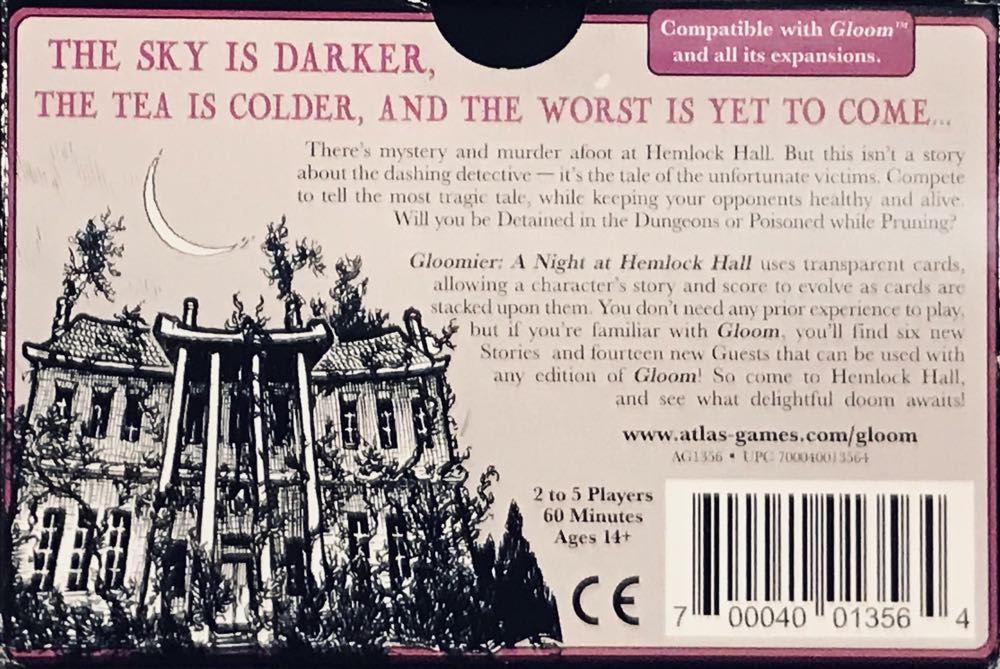 Compatible with Gloom™
and all its expansions.
THE SKY IS DARKER,
THE TEA IS COLDER, AND THE WORST IS YET TO COME...
There's mystery and murder afoot at Hemlock Hall. But this isn't a story
about the dashing detective — it's the tale of the unfortunate victims. Compete
to tell the most tragic tale, while keeping your opponents healthy and alive.
Will you be Detained in the Dungeons or Poisoned while Pruning?
Gloomier: A Night at Hemlock Hall uses transparent cards,
allowing a character's story and score to evolve as cards are
stacked upon them. You don't need any prior experience to play,
but if you're familiar with Gloom, you'll find six new
Stories and fourteen new Guests that can be used with
any edition of Gloom! So come to Hemlock Hall,
and see what delightful doom awaits!
www.atlas-games.com/gloom
AG1356 • UPC 700040013564
2 to 5 Players
60 Minutes
Ages 14+
CE
7 00040 01356 4